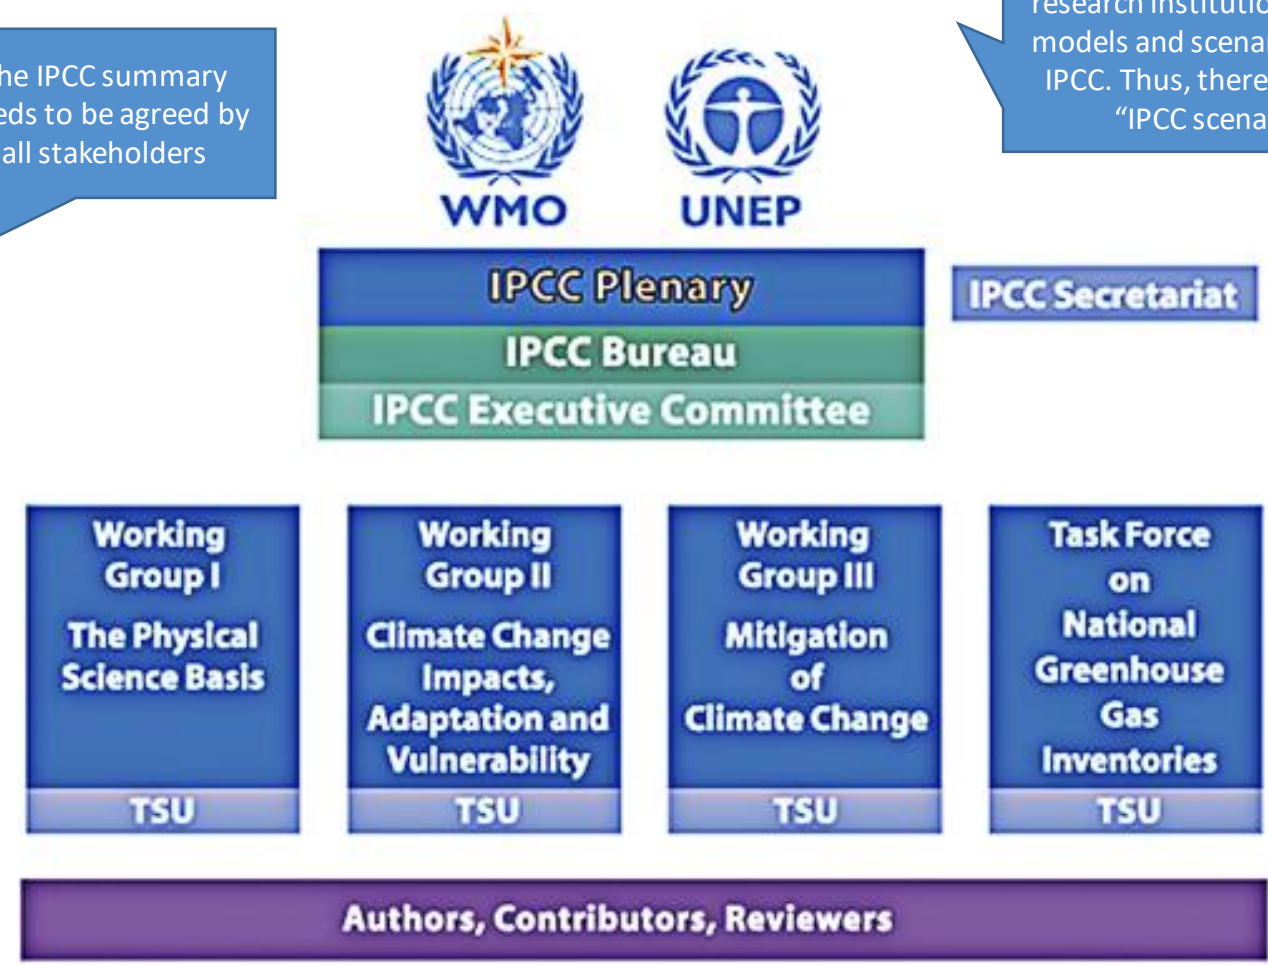 he IPCC summary
eds to be agreed by
all stakeholders
research institutio
models and scenar
IPCC. Thus, there
“IPCC scena
WMO
UNEP
IPCC Plenary
IPCC Secretariat
IPCC Bureau
IPCC Executive Committee
Working
Group I
The Physical
Science Basis
TSU
Working
Group II
Climate Change
Impacts,
Adaptation and
Vulnerability
TSU
Working
Group III
Mitigation
of
Climate Change
TSU
Task Force
on
National
Greenhouse
Gas
Inventories
TSU
Authors, Contributors, Reviewers